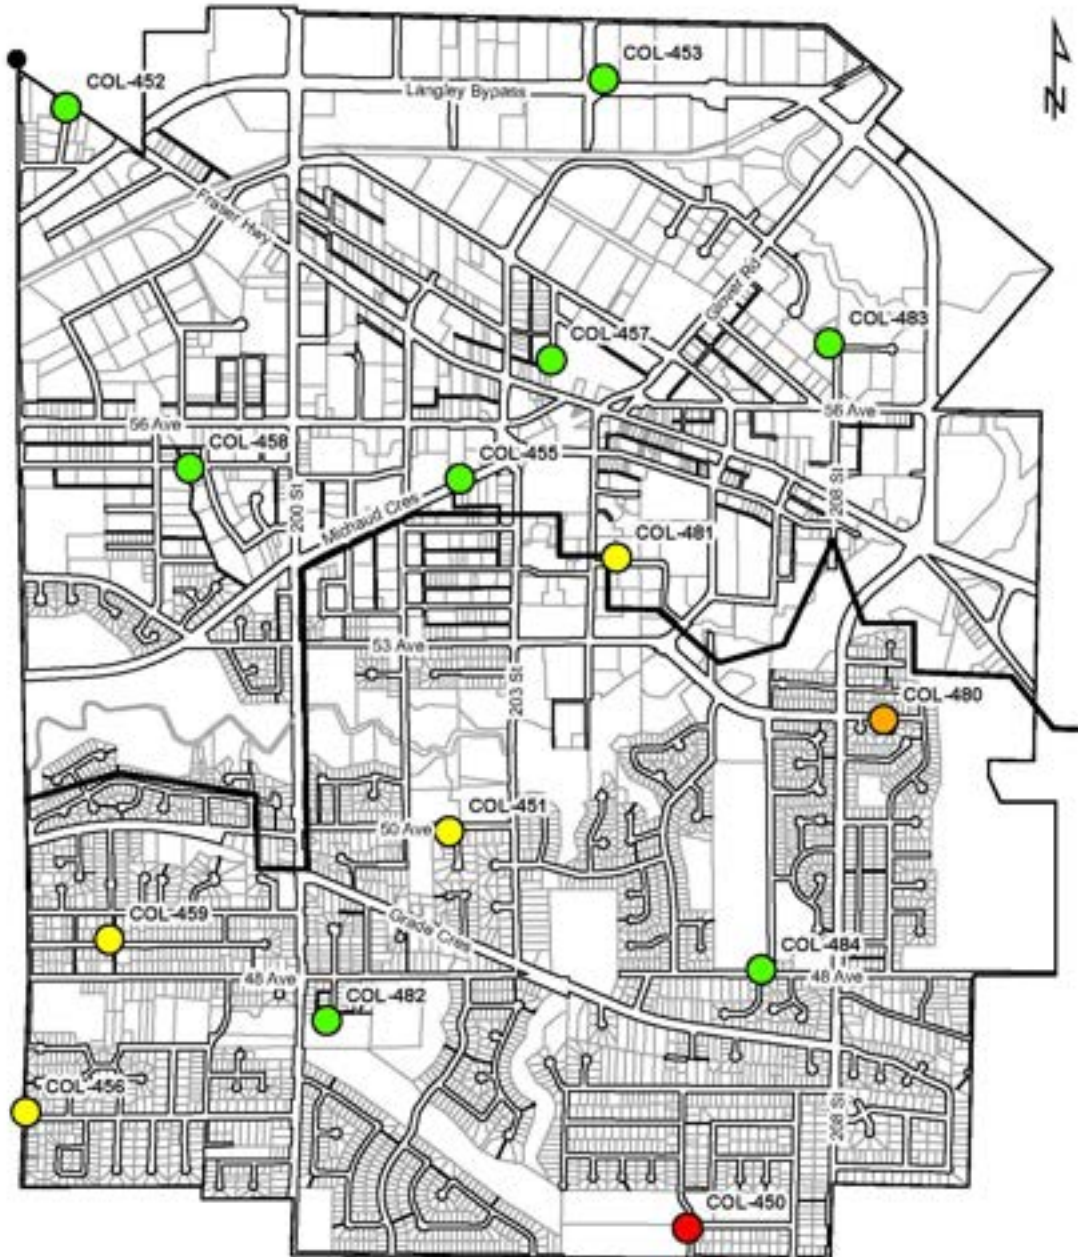 COL-453
COL-452
Langley Bypass
N
Fraser Hwy
Glover Rd
COL-483
COL-457
56 Ave
56 Ave
COL-458
COL-455
200 St
208 St
Michaud Cres
COL-481
53 Ave
203 St
COL-480
COL-451
50 Ave
COL-459
Grade Cres
COL-484
48 Ave
48 Ave
COL-482
COL-456
208 St
COL-450